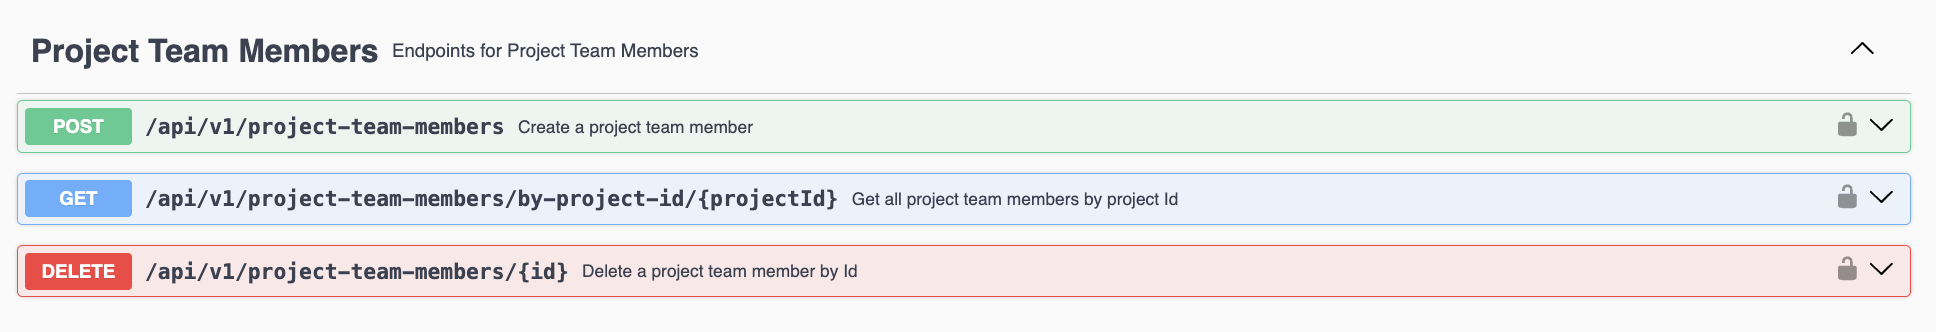 Project Team Members Endpoints for Project Team Members
POST /api/v1/project-team-members Create a project team member
GET /api/v1/project-team-members/by-project-id/{projectId} Get all project team members by project Id
DELETE /api/v1/project-team-members/{id} Delete a project team member by Id